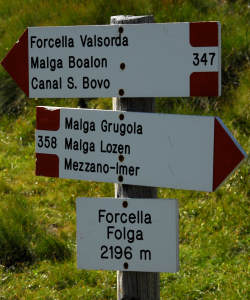 Forcella Valsorda
Malga Boalon
Canal S. Bovo
347
358
Malga Grugola
Malga Lozen
Mezzano-Imer
Forcella
Folga
2196 m